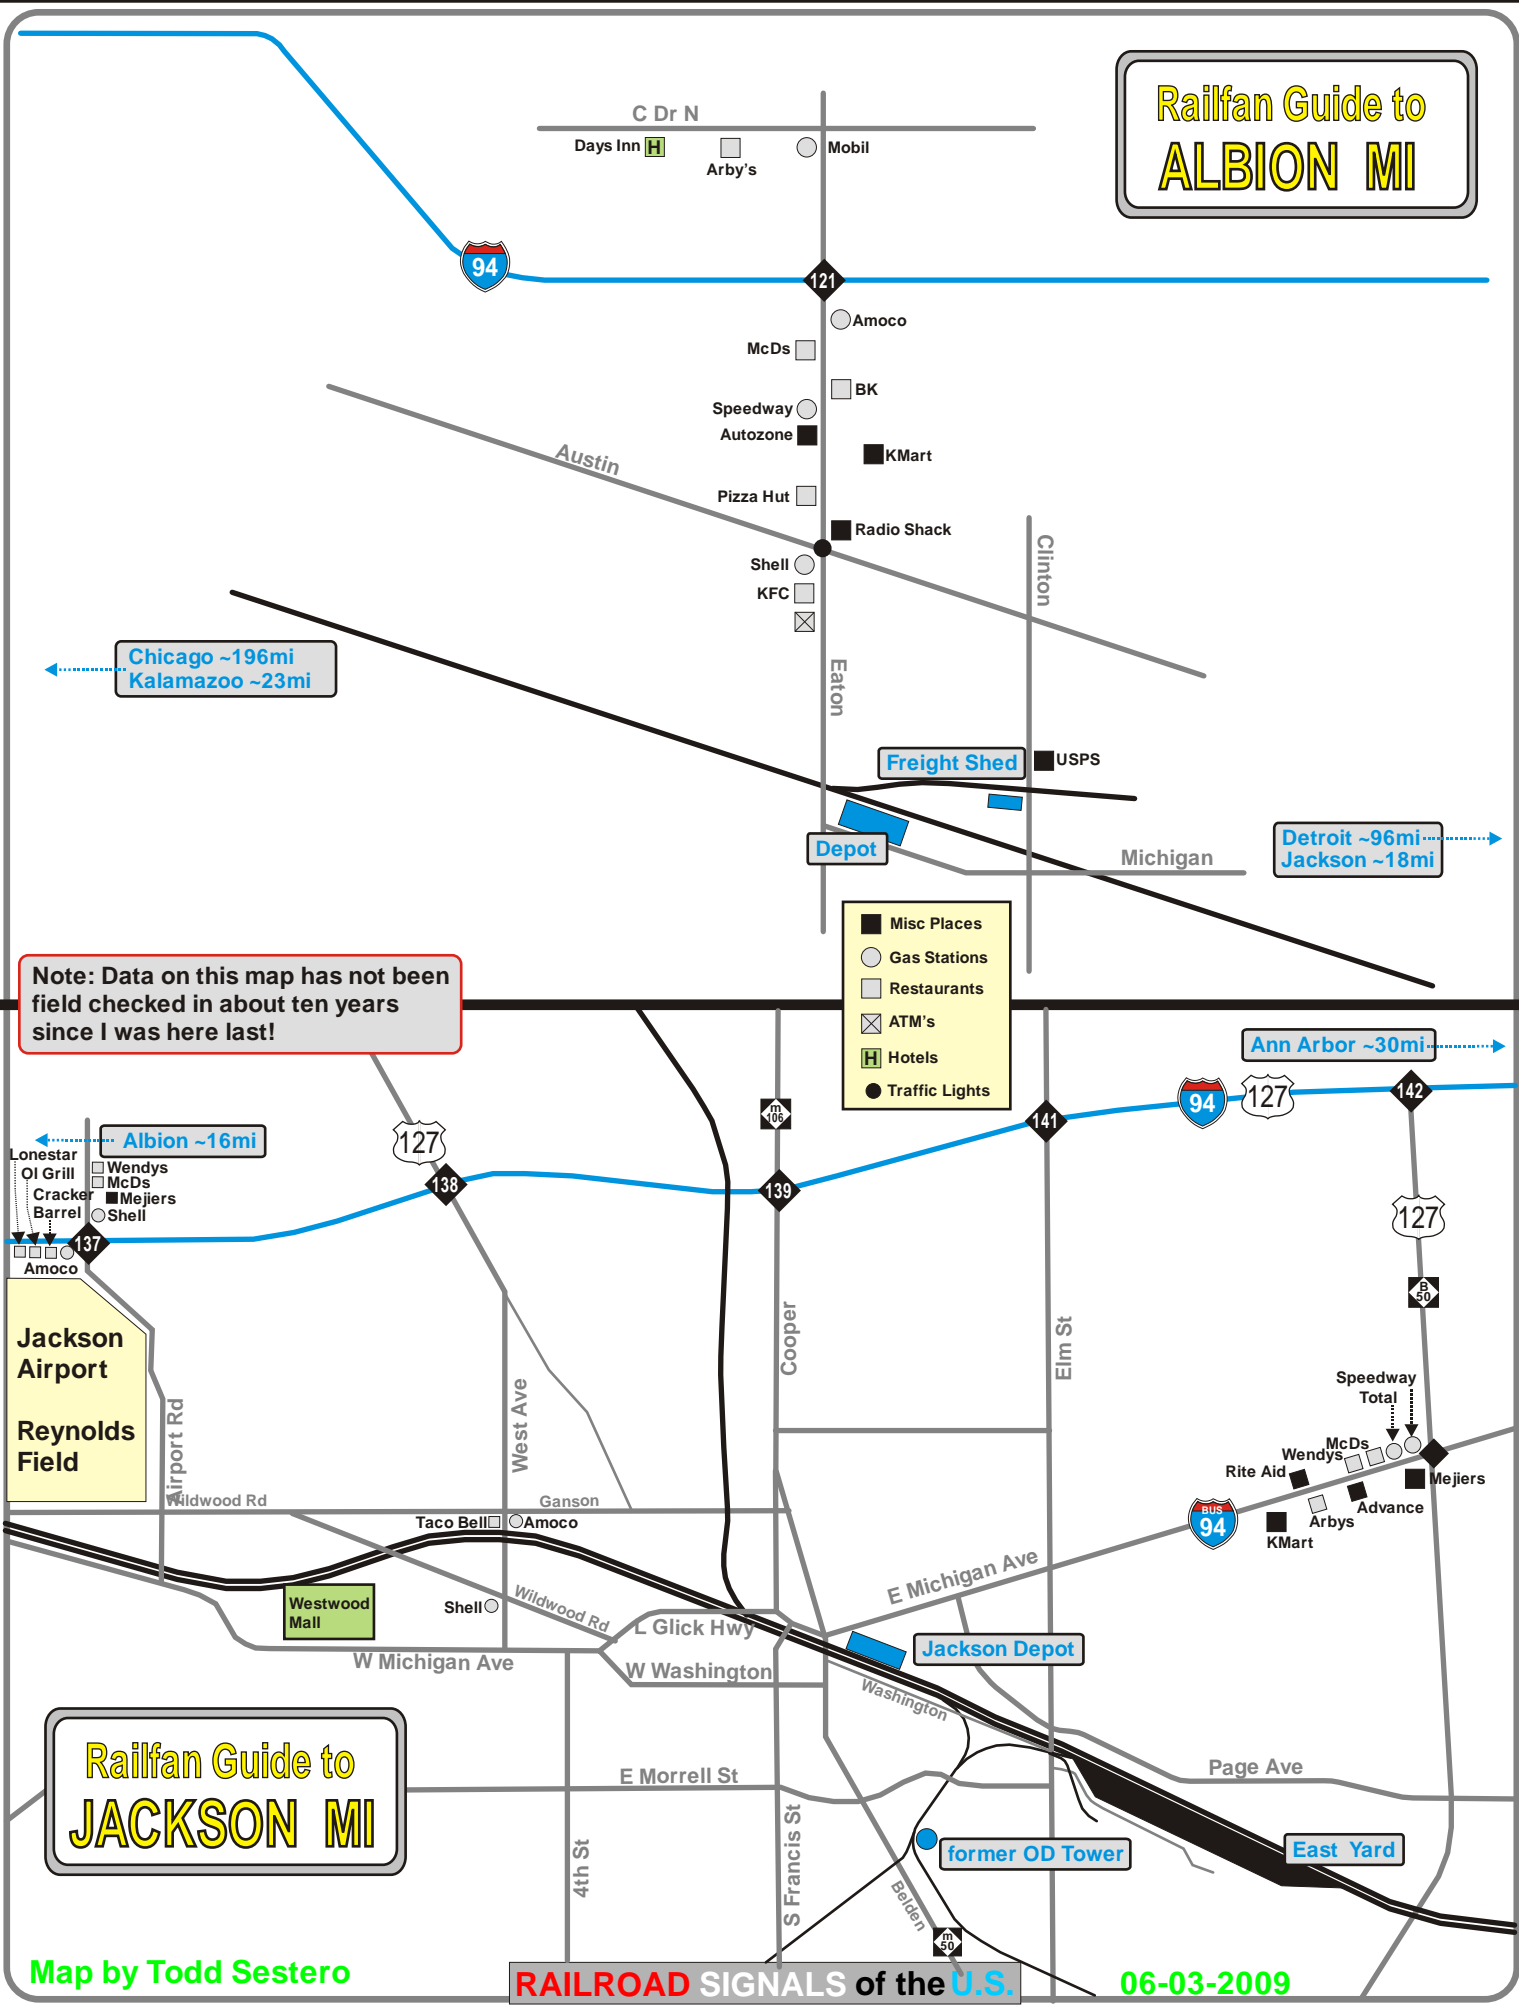 Railfan Guide to
ALBION MI
C Dr N
Days Inn
H
Arby's
Mobil
94
121
Amoco
McDs
BK
Speedway
Autozone
KMart
Austin
Pizza Hut
Radio Shack
Shell
KFC
Clinton
Chicago ~196mi
Kalamazoo ~23mi
Eaton
Freight Shed
USPS
Depot
Michigan
Detroit ~96mi
Jackson ~18mi
Misc Places
Gas Stations
Restaurants
ATM's
H Hotels
Traffic Lights
Note: Data on this map has not been
field checked in about ten years
since I was here last!
Ann Arbor ~30mi
94
127
142
141
m
106
139
127
138
Albion ~16mi
Lonestar
Ol Grill
Cracker
Barrel
Wendys
McDs
Mejiers
Shell
137
Amoco
Jackson
Airport
Reynolds
Field
Airport Rd
West Ave
Cooper
Elm St
127
B
50
Speedway
Total
McDs
Wendys
Rite Aid
Mejiers
Advance
Arbys
KMart
BUS
94
Wildwood Rd
Ganson
Taco Bell
Amoco
E Michigan Ave
Westwood
Mall
Shell
Wildwood Rd
L Glick Hwy
W Michigan Ave
W Washington
Jackson Depot
Washington
Railfan Guide to
JACKSON MI
E Morrell St
Page Ave
4th St
S Francis St
former OD Tower
East Yard
Belden
m
50
Map by Todd Sestero
RAILROAD SIGNALS of the U.S.
06-03-2009